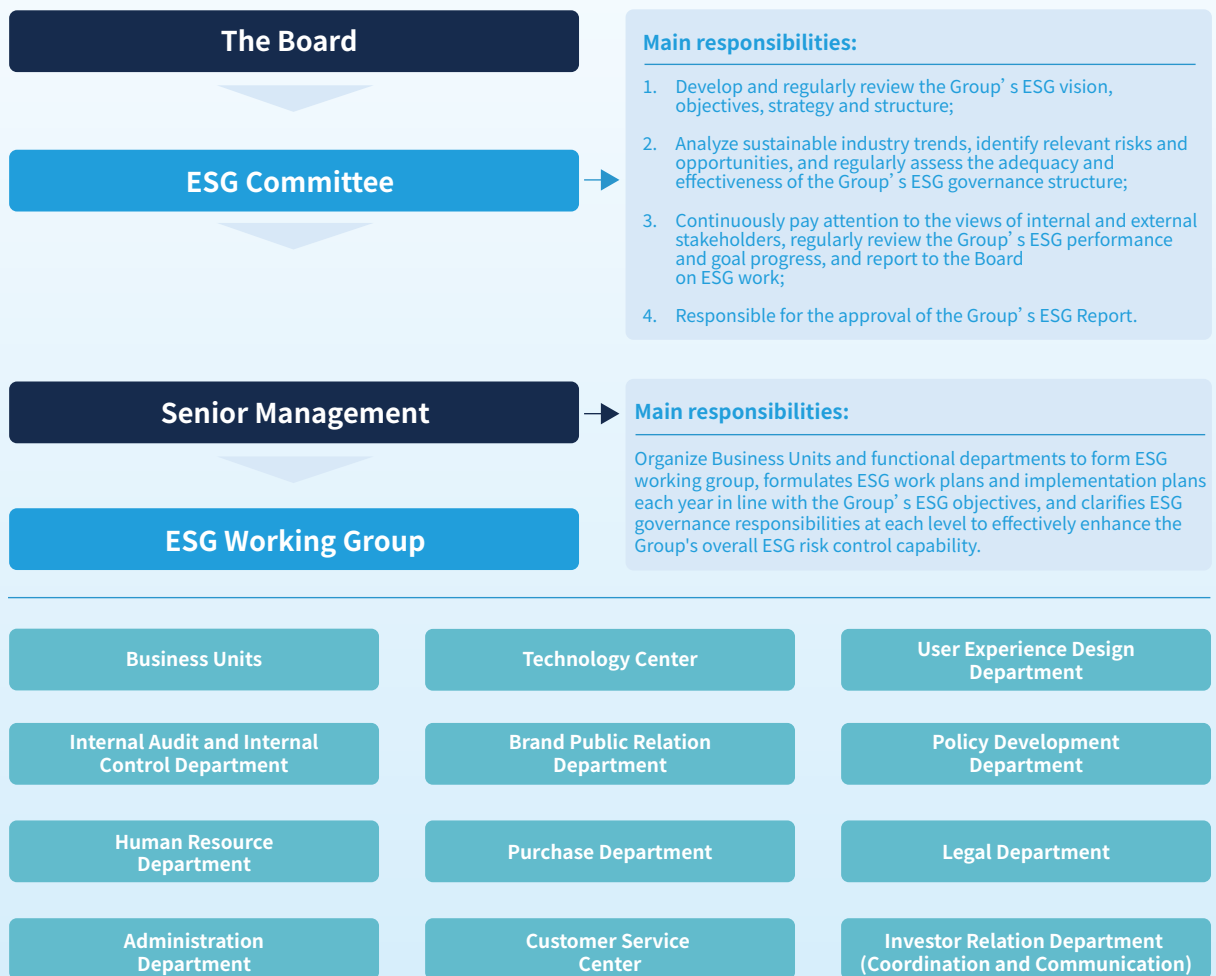 The Board
Main responsibilities:
1. Develop and regularly review the Group’s ESG vision,
objectives, strategy and structure;
2. Analyze sustainable industry trends, identify relevant risks and
opportunities, and regularly assess the adequacy and
effectiveness of the Group’s ESG governance structure;
3. Continuously pay attention to the views of internal and external
stakeholders, regularly review the Group’s ESG performance
and goal progress, and report to the Board
on ESG work;
4. Responsible for the approval of the Group’s ESG Report.
ESG Committee
Senior Management
Main responsibilities:
Organize Business Units and functional departments to form ESG
working group, formulates ESG work plans and implementation plans
each year in line with the Group’s ESG objectives, and clarifies ESG
governance responsibilities at each level to effectively enhance the
Group's overall ESG risk control capability.
ESG Working Group
Business Units
Technology Center
User Experience Design
Department
Internal Audit and Internal
Control Department
Brand Public Relation
Department
Policy Development
Department
Human Resource
Department
Purchase Department
Legal Department
Administration
Department
Customer Service
Center
Investor Relation Department
(Coordination and Communication)